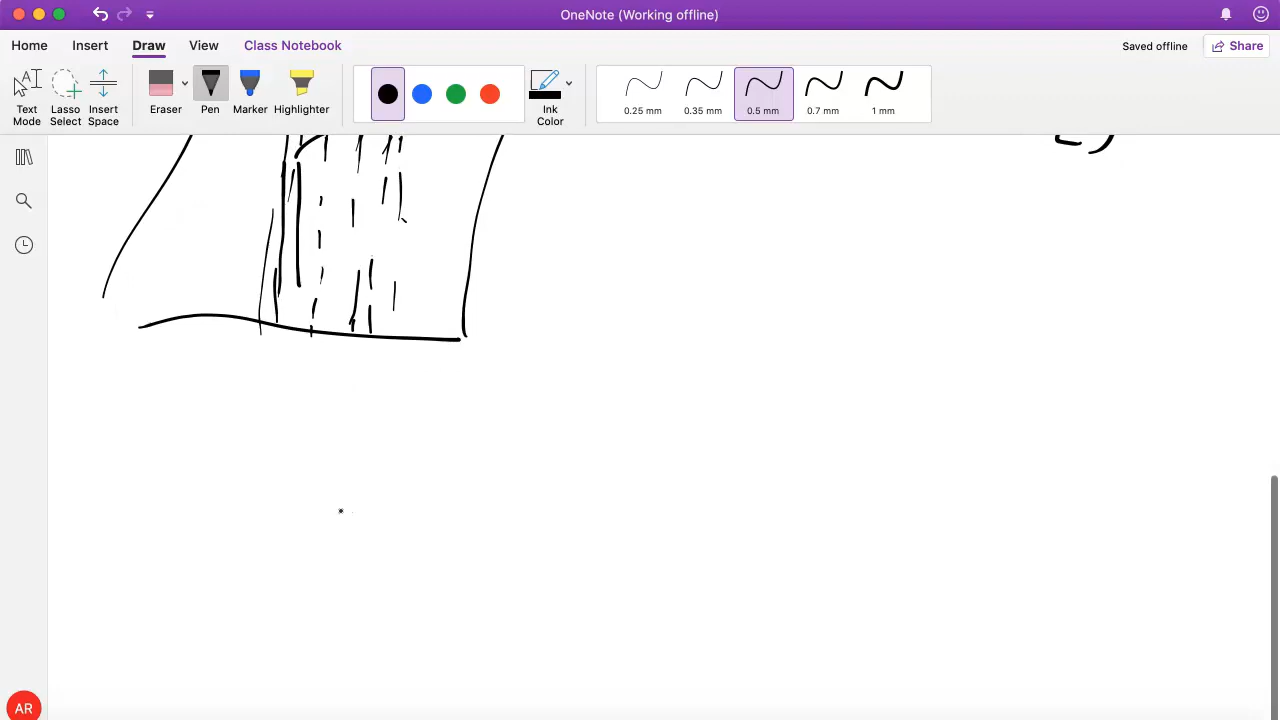 OneNote (Working offline)
Home Insert Draw View Class Notebook Saved offline Share
Text Mode Lasso Select Insert Space Eraser Pen Marker Highlighter Ink Color 0.25 mm 0.35 mm 0.5 mm 0.7 mm 1 mm
AR